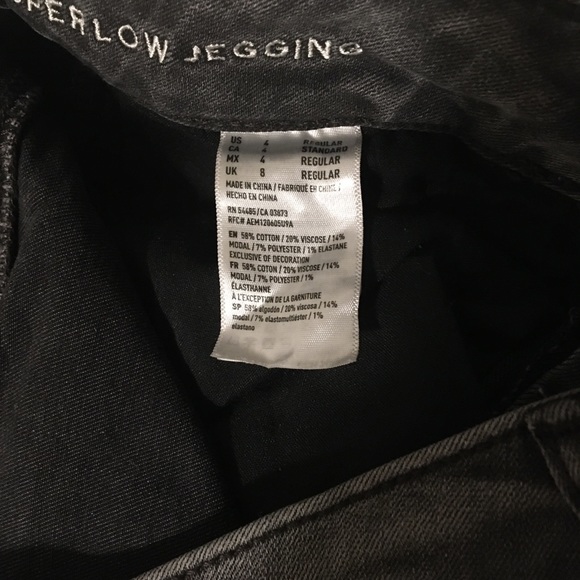 PERLOW JEGGING
US 4 REGULAR
CA 4 STANDARD
MX 4 REGULAR
UK 8 REGULAR
MADE IN CHINA / FABRIQUÉ EN CHINE /
HECHO EN CHINA
RN 54485/CA 03873
RFC# AEM120605U9A
EN 58% COTTON / 20% VISCOSE / 14%
MODAL / 7% POLYESTER / 1% ELASTANE
EXCLUSIVE OF DECORATION
FR 58% COTON / 20% VISCOSE / 14%
MODAL / 7% POLYESTER / 1%
ÉLASTHANNE
À L'EXCEPTION DE LA GARNITURE
SP 58% algodón / 20% viscosa / 14%
modal / 7% elastomultiéster / 1%
elastano